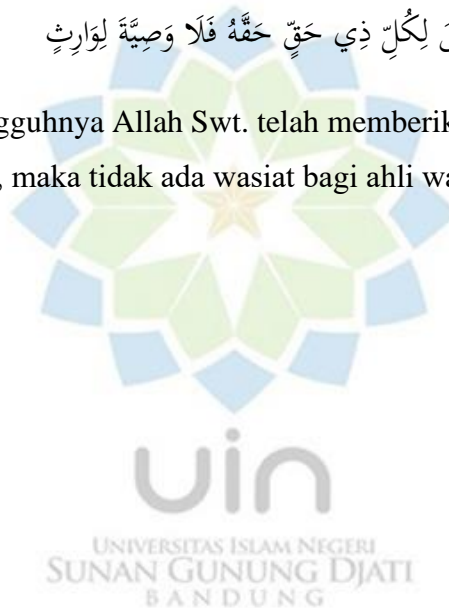 لِكُلِّ ذِي حَقٍّ حَقَّهُ فَلَا وَصِيَّةَ لِوَارِثٍ
gguhnya Allah Swt. telah memberik
, maka tidak ada wasiat bagi ahli wa
uin
UNIVERSITAS ISLAM NEGERI
SUNAN GUNUNG DJATI
BANDUNG